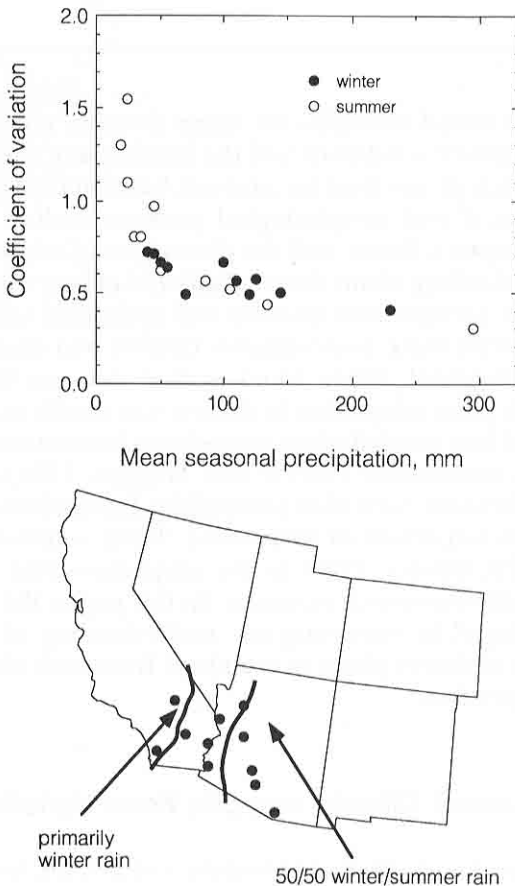 2.0
1.5
1.0
0.5
0.0
Coefficient of variation
winter
summer
0
100
200
300
Mean seasonal precipitation, mm
primarily
winter rain
50/50 winter/summer rain